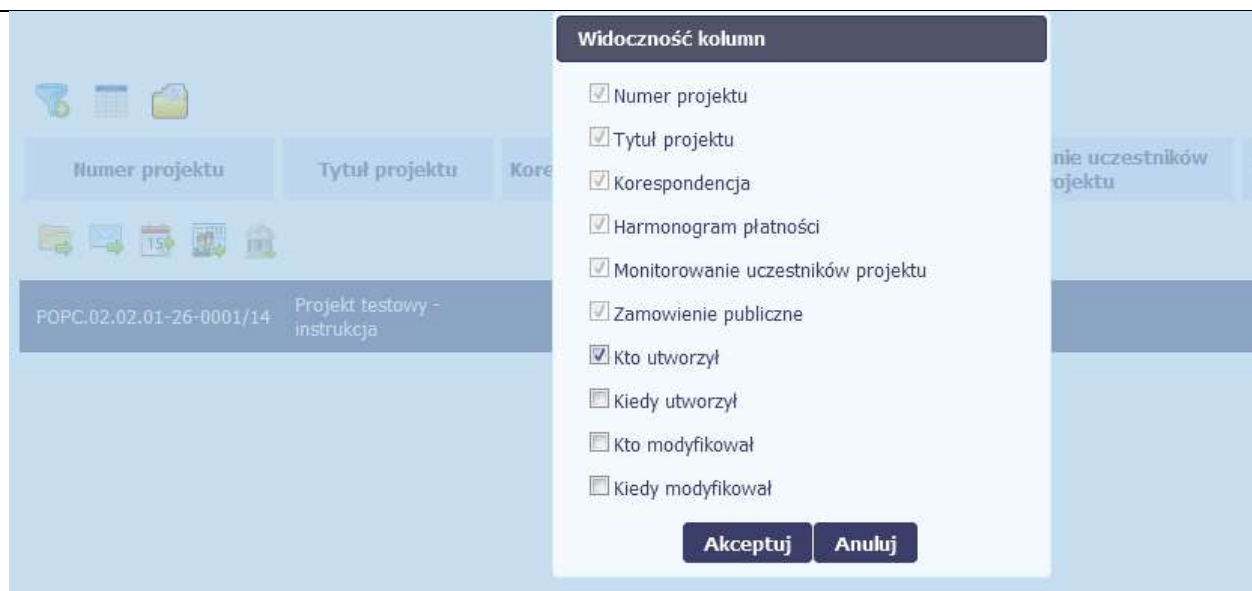 Widoczność kolumn
Numer projektu
Tytuł projektu
Korespondencja
Harmonogram płatności
Monitorowanie uczestników projektu
Zamowienie publiczne
Kto utworzył
Kiedy utworzył
Kto modyfikował
Kiedy modyfikował
Akceptuj Anuluj
Numer projektu Tytuł projektu Kore nie uczestników
ojektu
15
POPC.02.02.01-26-0001/14 Projekt testowy -
instrukcja